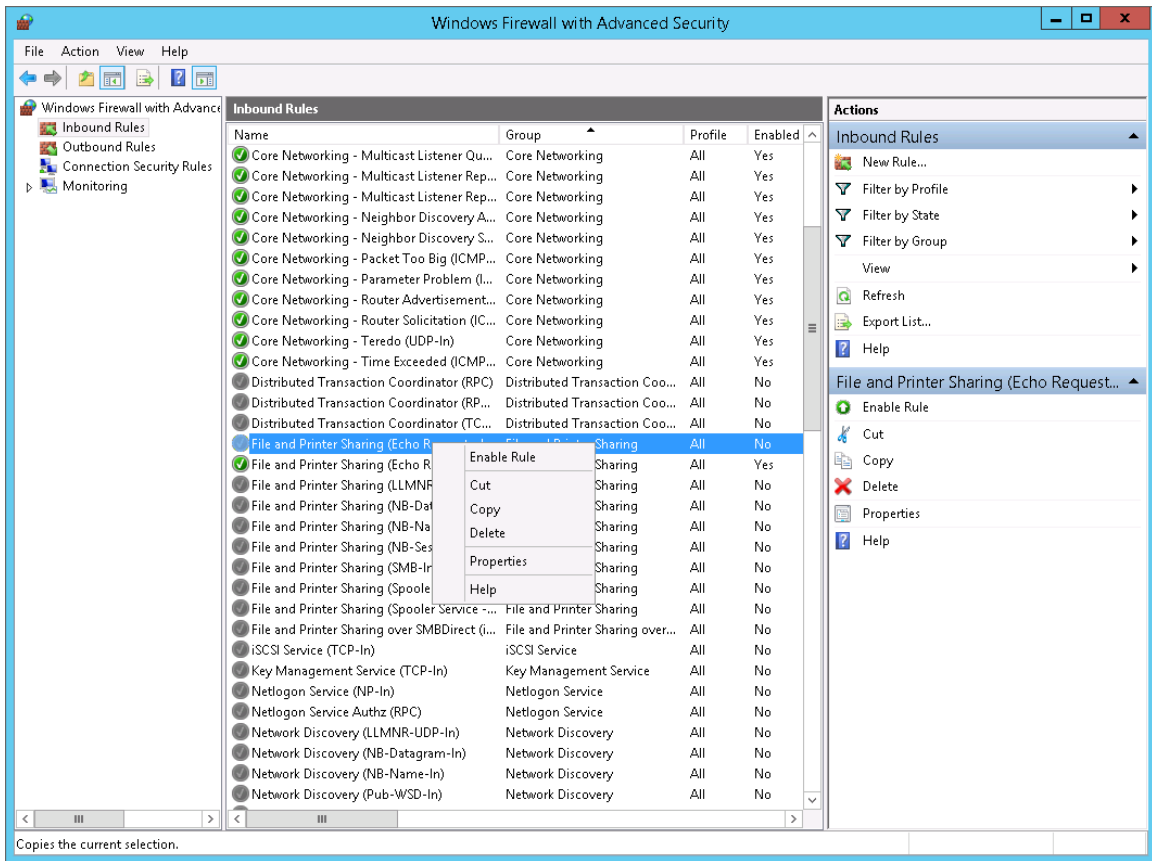 Windows Firewall with Advanced Security
File Action View Help
Windows Firewall with Advance
Inbound Rules
Outbound Rules
Connection Security Rules
Monitoring
Inbound Rules
Name Group Profile Enabled
Core Networking - Multicast Listener Qu... Core Networking All Yes
Core Networking - Multicast Listener Rep... Core Networking All Yes
Core Networking - Multicast Listener Rep... Core Networking All Yes
Core Networking - Neighbor Discovery A... Core Networking All Yes
Core Networking - Neighbor Discovery S... Core Networking All Yes
Core Networking - Packet Too Big (ICMP... Core Networking All Yes
Core Networking - Parameter Problem (I... Core Networking All Yes
Core Networking - Router Advertisement... Core Networking All Yes
Core Networking - Router Solicitation (IC... Core Networking All Yes
Core Networking - Teredo (UDP-In) Core Networking All Yes
Core Networking - Time Exceeded (ICMP... Core Networking All Yes
Distributed Transaction Coordinator (RPC) Distributed Transaction Coo... All No
Distributed Transaction Coordinator (RP... Distributed Transaction Coo... All No
Distributed Transaction Coordinator (TC... Distributed Transaction Coo... All No
File and Printer Sharing (Echo Sharing All No
File and Printer Sharing (Echo R Sharing All Yes
File and Printer Sharing (LLMNR Sharing All No
File and Printer Sharing (NB-Dat Sharing All No
File and Printer Sharing (NB-Na Sharing All No
File and Printer Sharing (NB-Ses Sharing All No
File and Printer Sharing (SMB-In Sharing All No
File and Printer Sharing (Spoole Sharing All No
File and Printer Sharing (Spooler Service -... File and Printer Sharing All No
File and Printer Sharing over SMBDirect (i... File and Printer Sharing over... All No
iSCSI Service (TCP-In) iSCSI Service All No
Key Management Service (TCP-In) Key Management Service All No
Netlogon Service (NP-In) Netlogon Service All No
Netlogon Service Authz (RPC) Netlogon Service All No
Network Discovery (LLMNR-UDP-In) Network Discovery All No
Network Discovery (NB-Datagram-In) Network Discovery All No
Network Discovery (NB-Name-In) Network Discovery All No
Network Discovery (Pub-WSD-In) Network Discovery All No
Enable Rule
Cut
Copy
Delete
Properties
Help
Actions
Inbound Rules
New Rule...
Filter by Profile
Filter by State
Filter by Group
View
Refresh
Export List...
Help
File and Printer Sharing (Echo Request...
Enable Rule
Cut
Copy
Delete
Properties
Help
Copies the current selection.